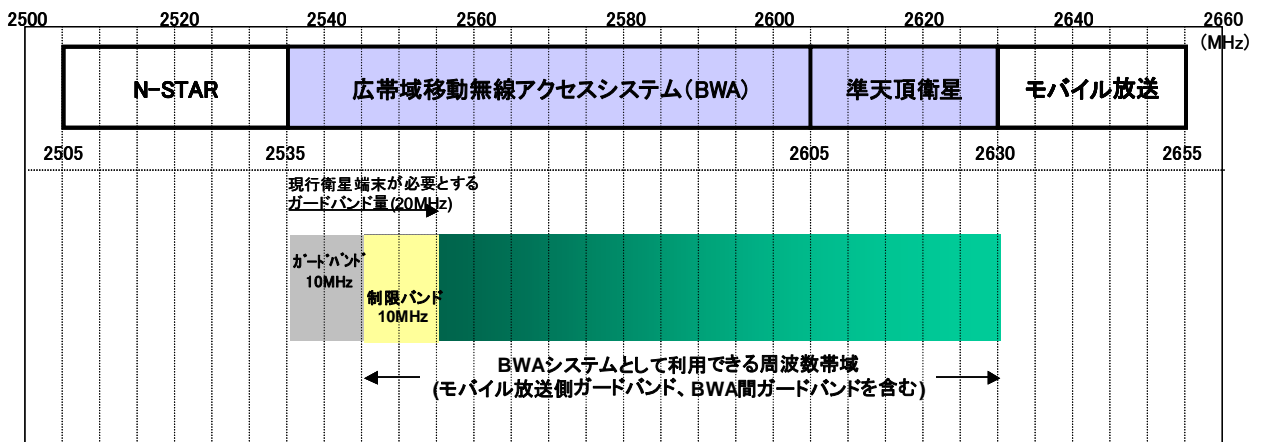 2500 2520 2540 2560 2580 2600 2620 2640 2660
(MHz)
N-STAR 広帯域移動無線アクセスシステム(BWA) 準天頂衛星 モバイル放送
2505 2535 2605 2630 2655
現行衛星端末が必要とする
ガードバンド量(20MHz)
ｶﾞｰﾄﾞﾊﾞﾝﾄﾞ
10MHz
制限バンド
10MHz
BWAシステムとして利用できる周波数帯域
(モバイル放送側ガードバンド、BWA間ガードバンドを含む)